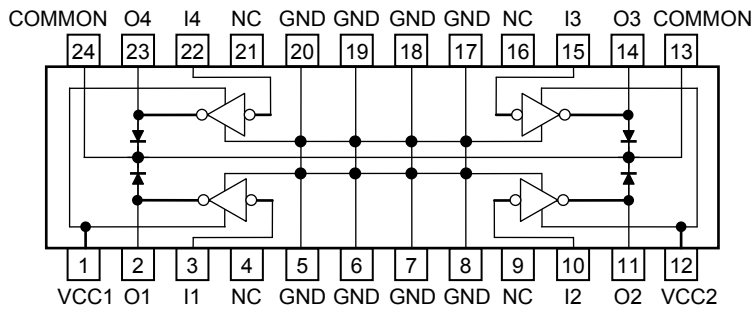 COMMON O4 I4 NC GND GND GND GND NC I3 O3 COMMON
24 23 22 21 20 19 18 17 16 15 14 13
1 2 3 4 5 6 7 8 9 10 11 12
VCC1 O1 I1 NC GND GND GND GND NC I2 O2 VCC2